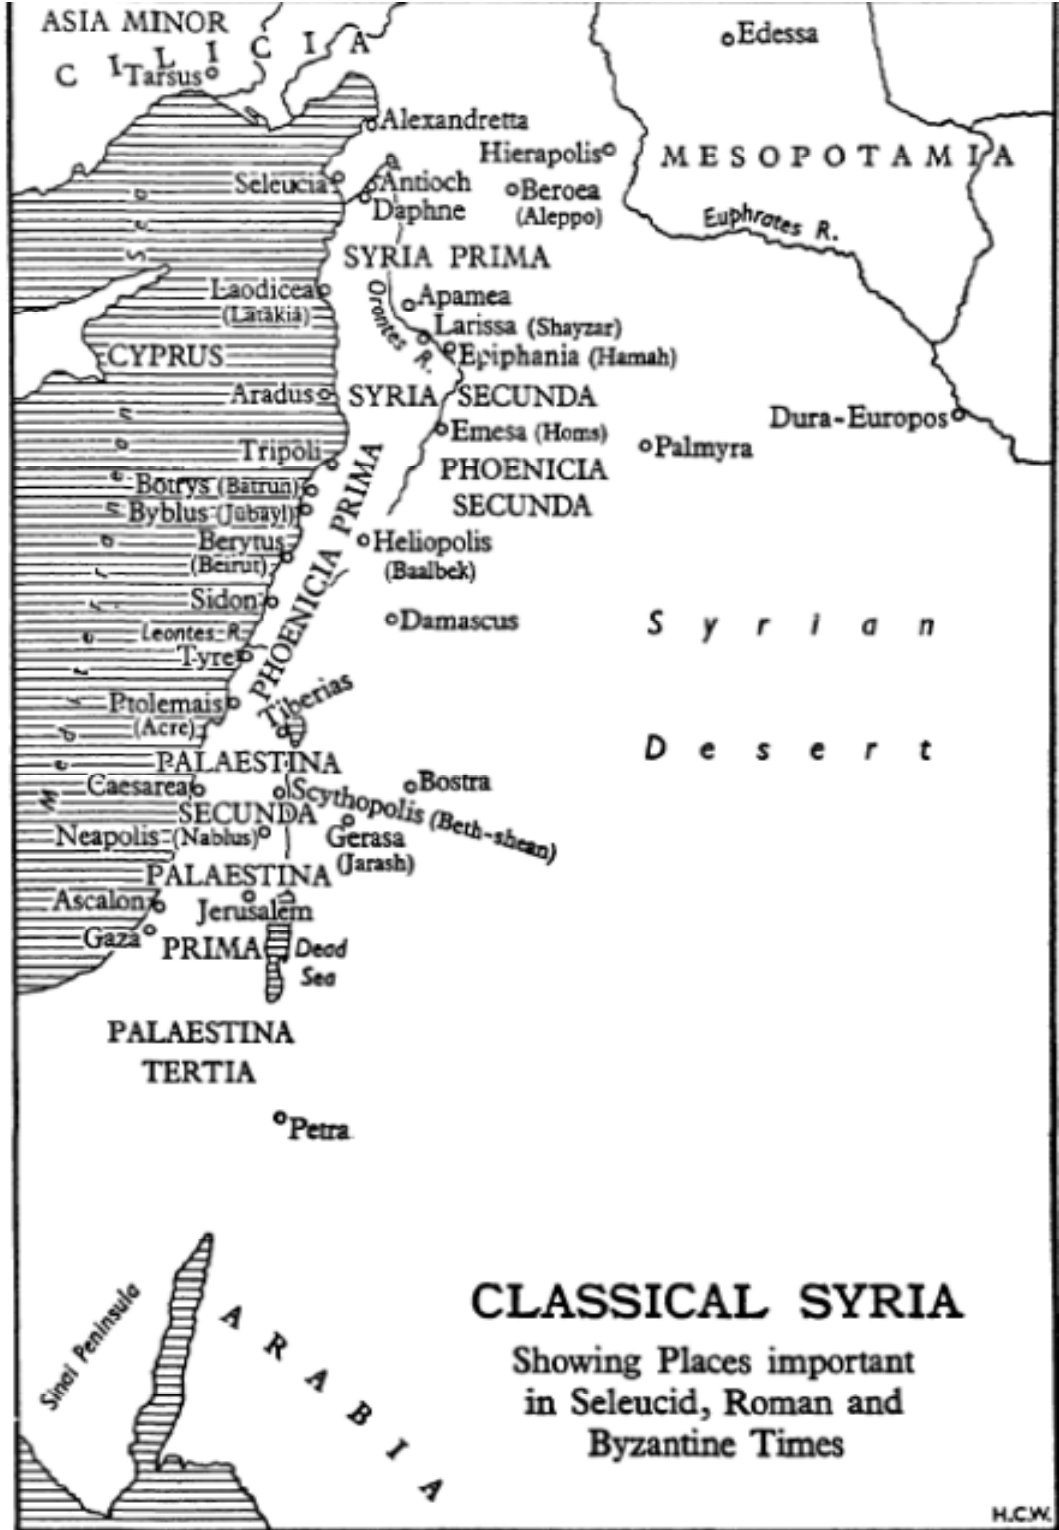 ASIA MINOR
CILICIA
Tarsus
Edessa
Alexandretta
Hierapolis
MESOPOTAMIA
Seleucia
Antioch
Beroea
(Aleppo)
Daphne
Euphrates R.
SYRIA PRIMA
Laodicea
(Latākia)
Apamea
Orontes R.
Larissa (Shayzar)
Epiphania (Hamah)
CYPRUS
Aradus
SYRIA SECUNDA
Dura-Europos
Emesa (Homs)
Palmyra
Tripoli
PHOENICIA
SECUNDA
Botrys (Batrun)
Byblus (Jubayl)
PHOENICIA PRIMA
Berytus
(Beirut)
Heliopolis
(Baalbek)
Sidon
Damascus
Syrian
Desert
Leontes R.
Tyre
Mediterranean Sea
Ptolemais
(Acre)
Tiberias
PALAESTINA
SECUNDA
Caesarea
Scythopolis (Beth-shean)
Bostra
Neapolis (Nablus)
Gerasa
(Jarash)
PALAESTINA
PRIMA
Ascalon
Jerusalem
Gaza
Dead
Sea
PALAESTINA
TERTIA
Petra
Sinai Peninsula
ARABIA
CLASSICAL SYRIA
Showing Places important
in Seleucid, Roman and
Byzantine Times
H.C.W.